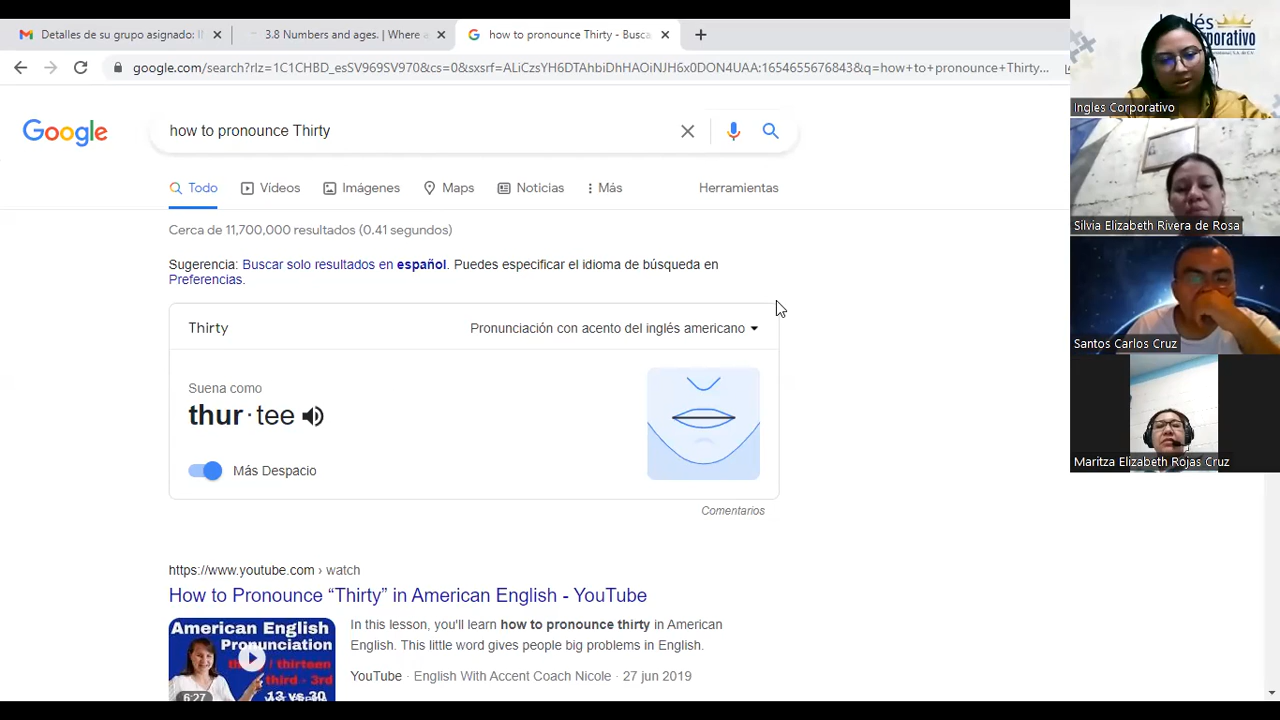 Detalles de su grupo asignado: I
3.8 Numbers and ages. | Where
how to pronounce Thirty - Busca
google.com/search?rlz=1C1CHBD_esSV969SV970&cs=0&sxsrf=ALiCzsYH6DTAhbiDhHAOiNJH6x0DON4UAA:1654655676843&q=how+to+pronounce+Thirty...
Google
how to pronounce Thirty
Todo
Vídeos
Imágenes
Maps
Noticias
Más
Herramientas
Cerca de 11,700,000 resultados (0.41 segundos)
Sugerencia: Buscar solo resultados en español. Puedes especificar el idioma de búsqueda en
Preferencias.
Thirty
Pronunciación con acento del inglés americano
Suena como
thur · tee
Más Despacio
Comentarios
https://www.youtube.com › watch
How to Pronounce “Thirty” in American English - YouTube
In this lesson, you'll learn how to pronounce thirty in American
English. This little word gives people big problems in English.
YouTube · English With Accent Coach Nicole · 27 jun 2019
American English
Pronunciation
/ thirteen
third - 3rd
13 vs 30
6:27
Inglés
Ingles Corporativo
Silvia Elizabeth Rivera de Rosa
Santos Carlos Cruz
Maritza Elizabeth Rojas Cruz